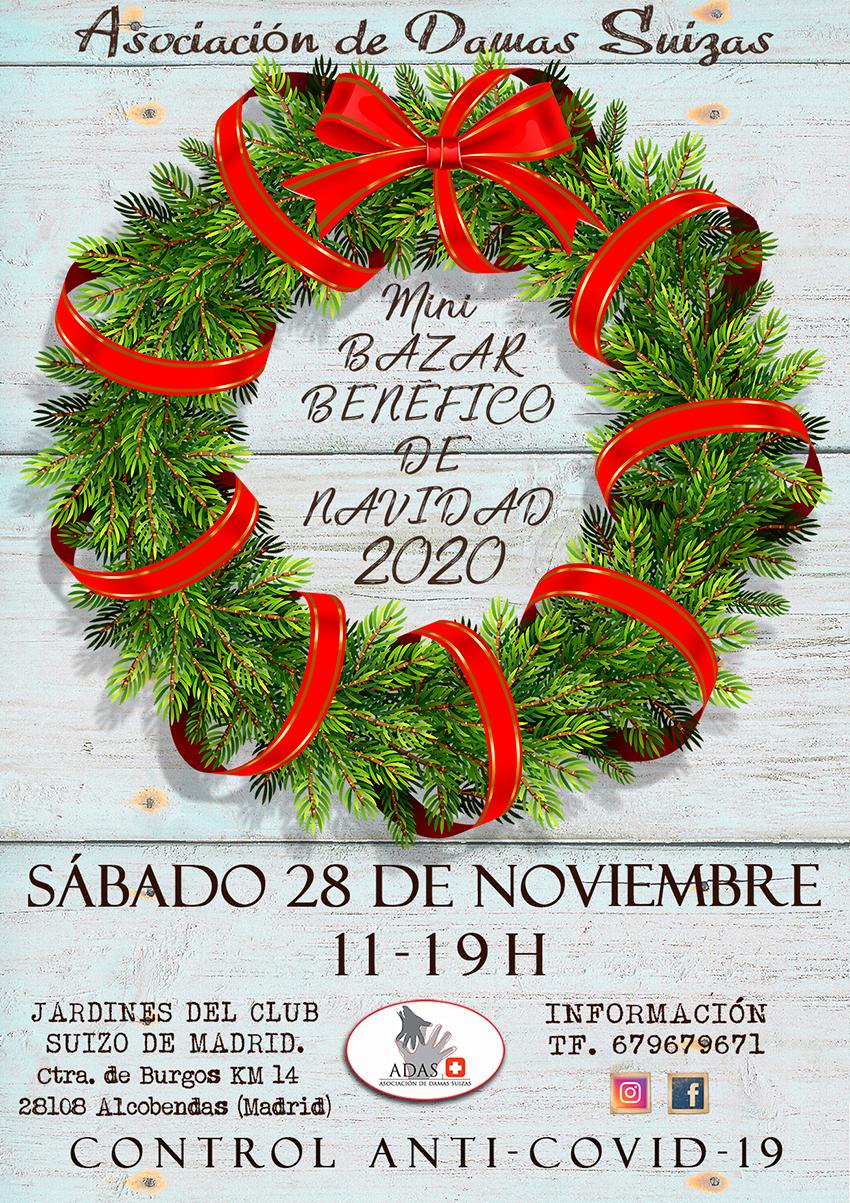 Asociación de Damas Suizas
Mini
BAZAR
BENÉFICO
DE
NAVIDAD
2020
SÁBADO 28 DE NOVIEMBRE
11-19H
JARDINES DEL CLUB
SUIZO DE MADRID.
Ctra. de Burgos KM 14
28108 Alcobendas (Madrid)
ADAS
ASOCIACIÓN DE DAMAS SUIZAS
INFORMACIÓN
TF. 679679671
CONTROL ANTI-COVID-19